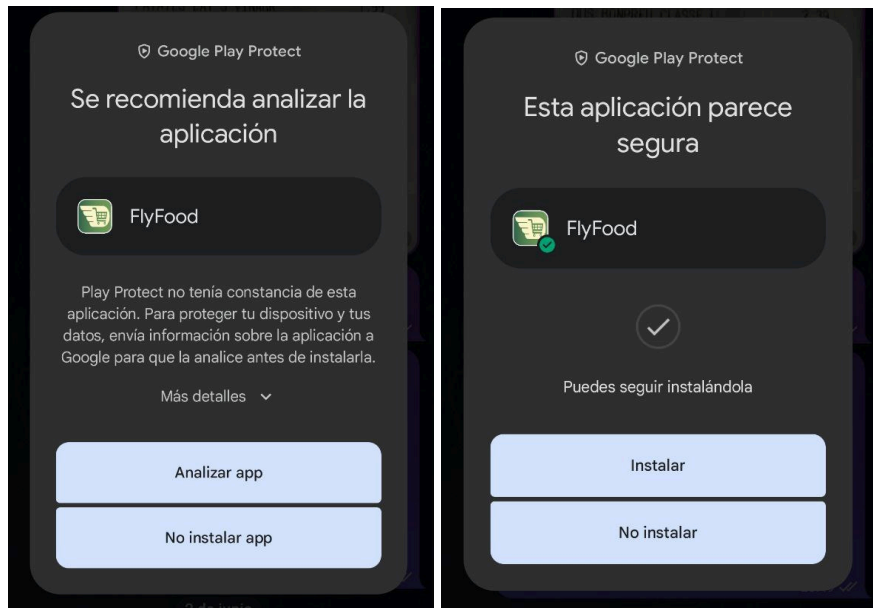 Google Play Protect
Se recomienda analizar la
aplicación
FlyFood
Play Protect no tenía constancia de esta
aplicación. Para proteger tu dispositivo y tus
datos, envía información sobre la aplicación a
Google para que la analice antes de instalarla.
Más detalles
Analizar app
No instalar app
2 de junio
Google Play Protect
Esta aplicación parece
segura
FlyFood
Puedes seguir instalándola
Instalar
No instalar